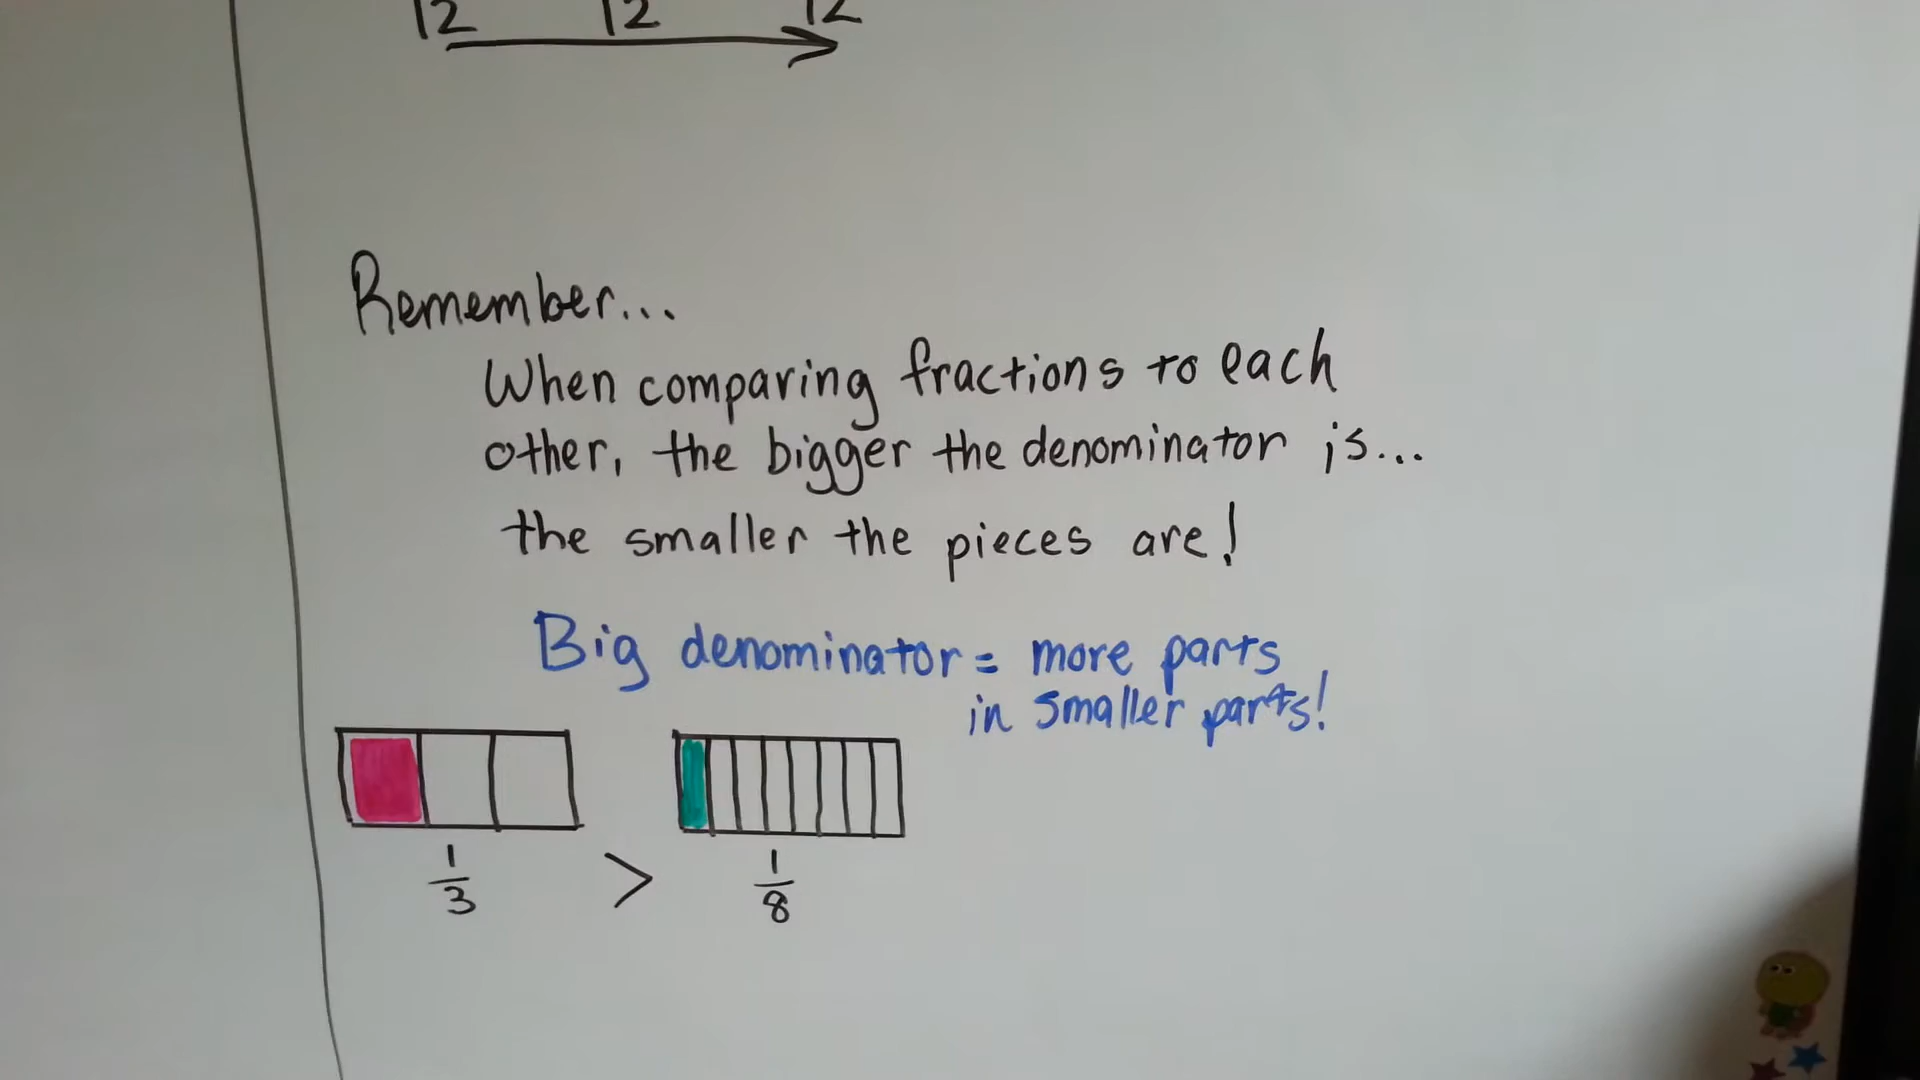 12 12 12
Remember...
When comparing fractions to each
other, the bigger the denominator is...
the smaller the pieces are!
Big denominator = more parts
in smaller parts!
1/3 > 1/8